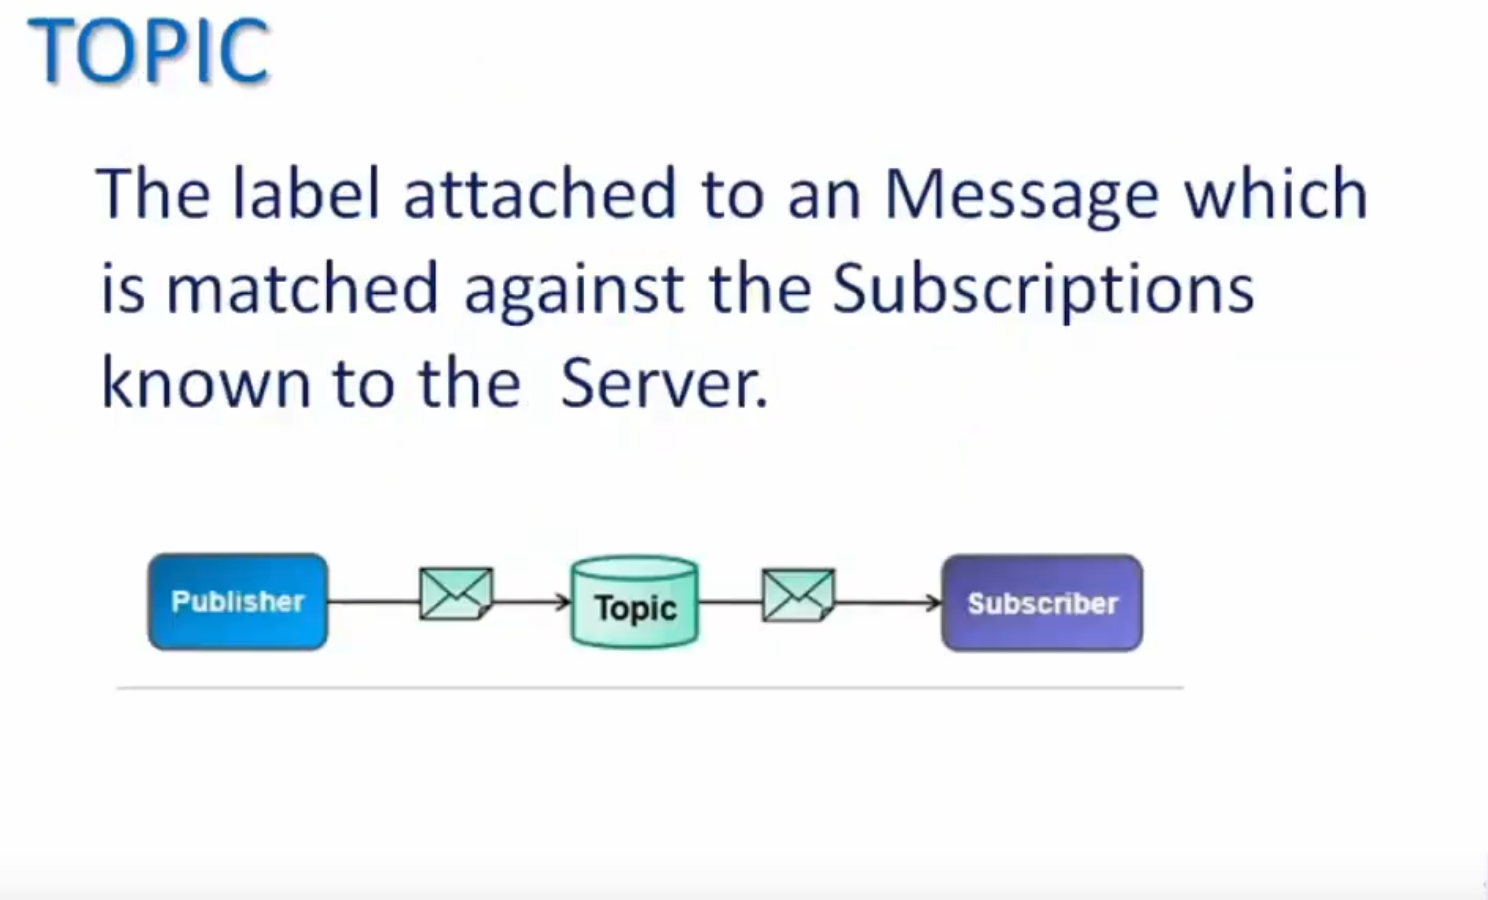 TOPIC
The label attached to an Message which
is matched against the Subscriptions
known to the Server.
Publisher
Topic
Subscriber